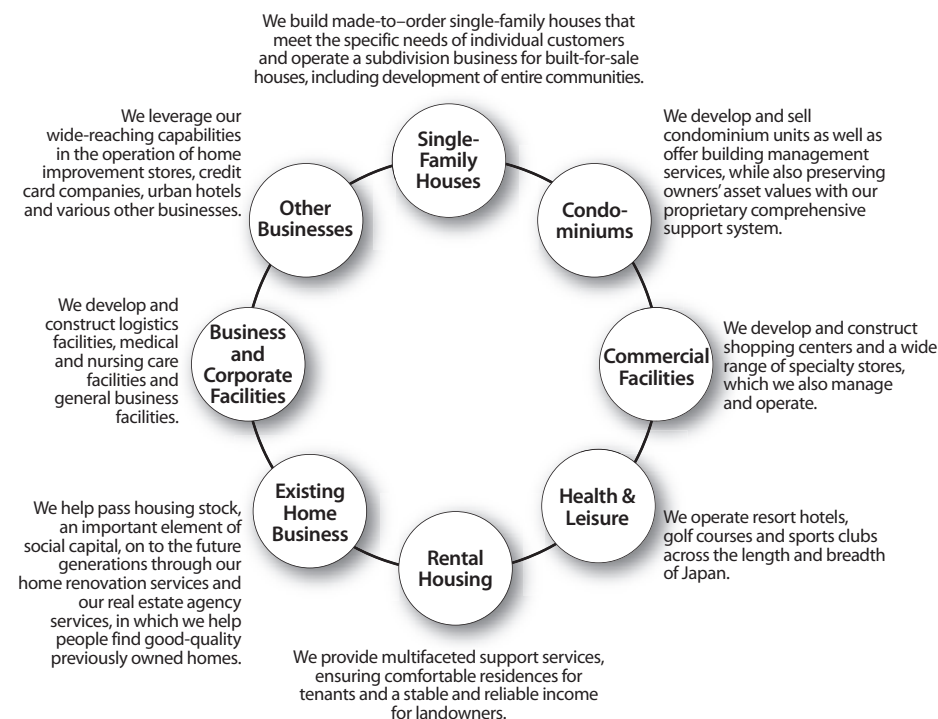 We build made-to–order single-family houses that
meet the specific needs of individual customers
and operate a subdivision business for built-for-sale
houses, including development of entire communities.
Single-
Family
Houses
We develop and sell
condominium units as well as
offer building management
services, while also preserving
owners' asset values with our
proprietary comprehensive
support system.
Condo-
miniums
We develop and construct
shopping centers and a wide
range of specialty stores,
which we also manage
and operate.
Commercial
Facilities
Health &
Leisure
We operate resort hotels,
golf courses and sports clubs
across the length and breadth
of Japan.
Rental
Housing
We provide multifaceted support services,
ensuring comfortable residences for
tenants and a stable and reliable income
for landowners.
Existing
Home
Business
We help pass housing stock,
an important element of
social capital, on to the future
generations through our
home renovation services and
our real estate agency
services, in which we help
people find good-quality
previously owned homes.
Business
and
Corporate
Facilities
We develop and
construct logistics
facilities, medical
and nursing care
facilities and
general business
facilities.
Other
Businesses
We leverage our
wide-reaching capabilities
in the operation of home
improvement stores, credit
card companies, urban hotels
and various other businesses.